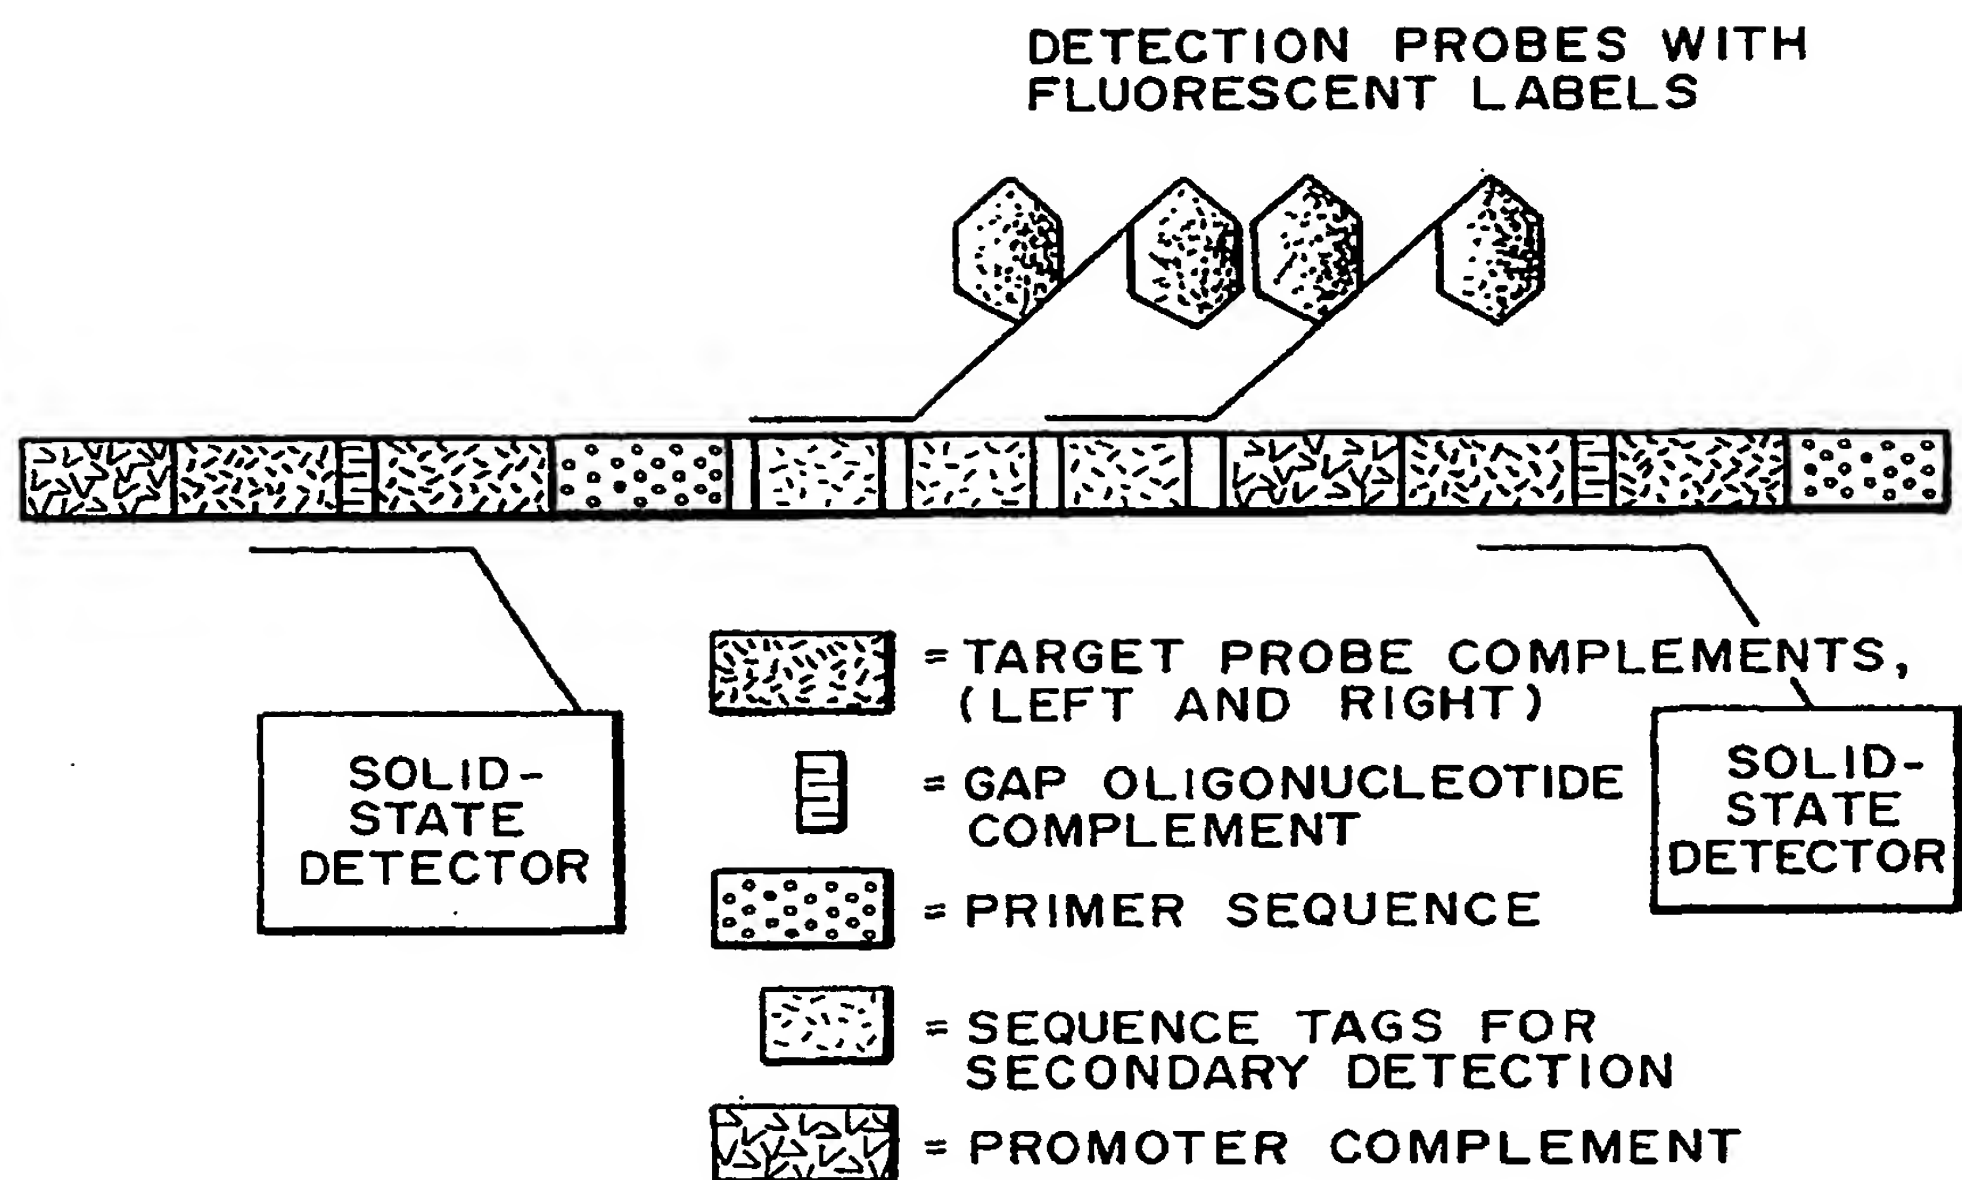 DETECTION PROBES WITH
FLUORESCENT LABELS
= TARGET PROBE COMPLEMENTS,
(LEFT AND RIGHT)
SOLID-
STATE
DETECTOR
= GAP OLIGONUCLEOTIDE
COMPLEMENT
SOLID-
STATE
DETECTOR
= PRIMER SEQUENCE
= SEQUENCE TAGS FOR
SECONDARY DETECTION
= PROMOTER COMPLEMENT